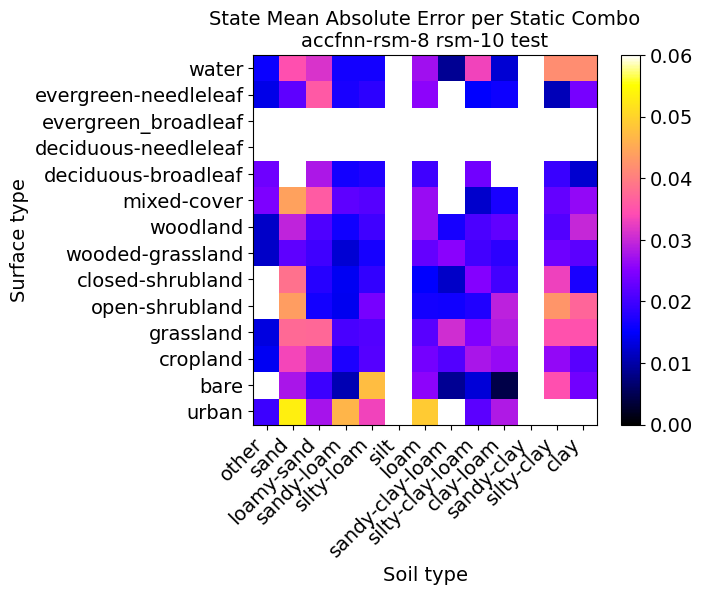 State Mean Absolute Error per Static Combo
accfnn-rsm-8 rsm-10 test
Surface type
water
evergreen-needleleaf
evergreen_broadleaf
deciduous-needleleaf
deciduous-broadleaf
mixed-cover
woodland
wooded-grassland
closed-shrubland
open-shrubland
grassland
cropland
bare
urban
other
sand
loamy-sand
sandy-loam
silty-loam
silt
loam
sandy-clay-loam
silty-clay-loam
clay-loam
sandy-clay
silty-clay
clay
Soil type
0.06
0.05
0.04
0.03
0.02
0.01
0.00